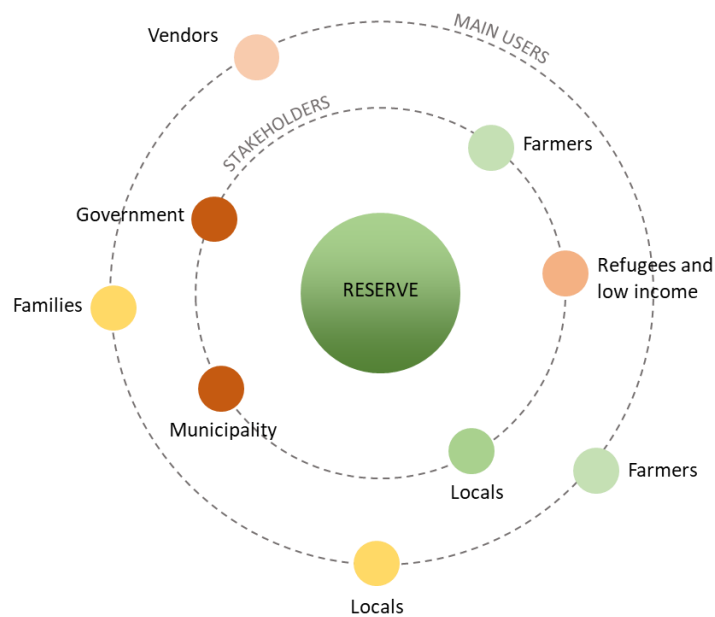 MAIN USERS
Vendors
STAKEHOLDERS
Farmers
Government
Refugees and
low income
RESERVE
Families
Municipality
Farmers
Locals
Locals